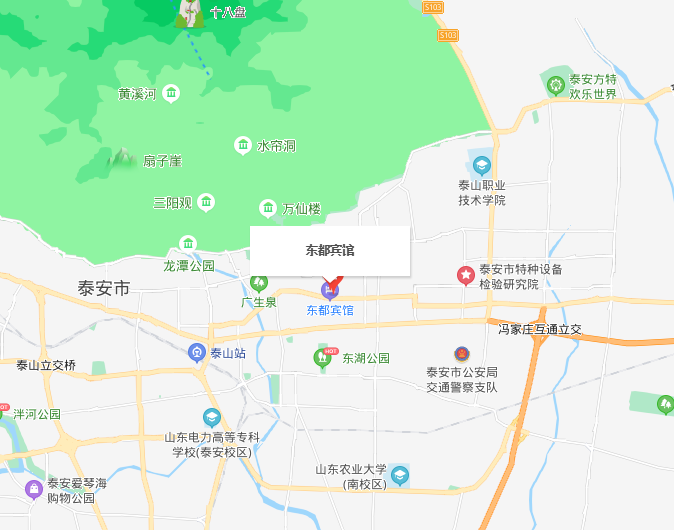 S103
十八盘
S103
泰安方特
欢乐世界
黄溪河
水帘洞
扇子崖
泰山职业
技术学院
三阳观
万仙楼
东都宾馆
龙潭公园
泰安市特种设备
检验研究院
泰安市
广生泉
东都宾馆
冯家庄互通立交
泰山站
HOT
东湖公园
泰山立交桥
泰安市公安局
交通警察支队
HOT
泮河公园
山东电力高等专科
学校(泰安校区)
山东农业大学
(南校区)
泰安爱琴海
购物公园